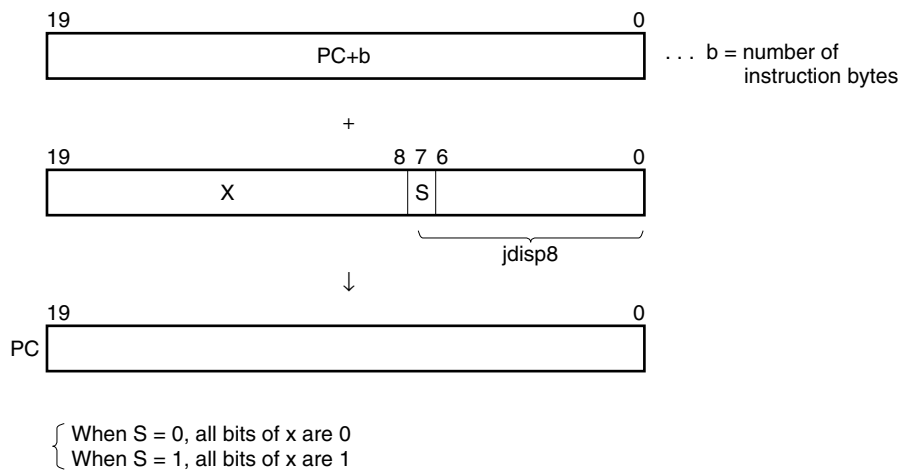 19 0
PC+b
. . . b = number of
instruction bytes
+
19 8 7 6 0
X S
jdisp8
↓
19 0
PC
When S = 0, all bits of x are 0
When S = 1, all bits of x are 1